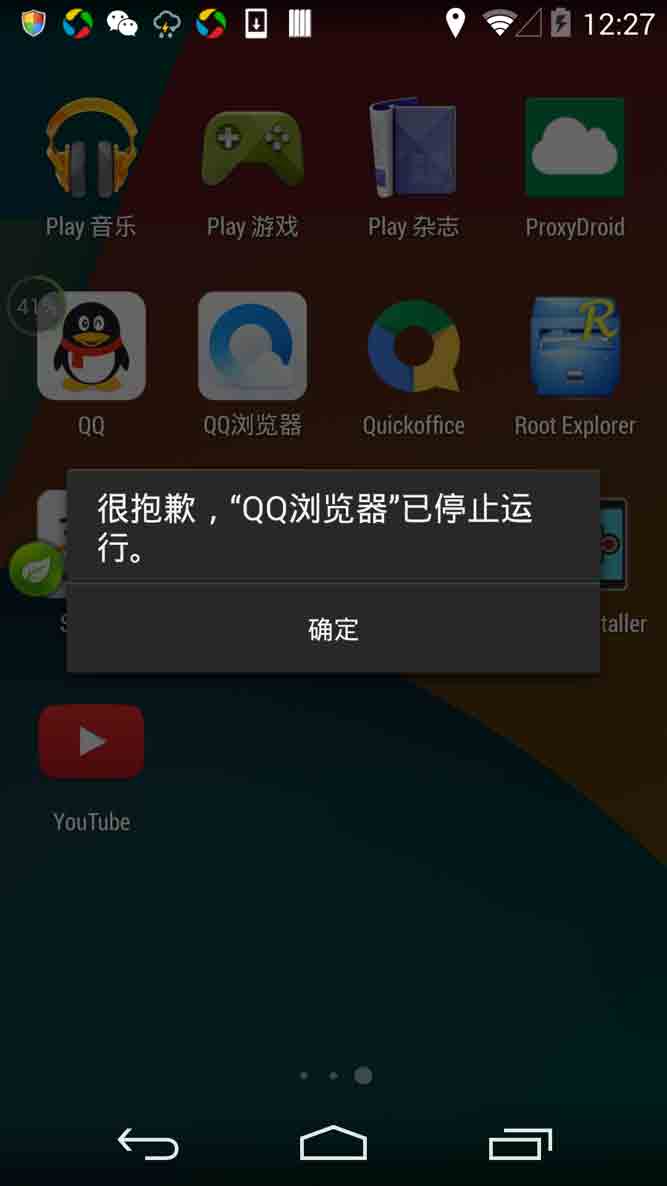 12:27
Play 音乐
Play 游戏
Play 杂志
ProxyDroid
41%
QQ
QQ浏览器
Quickoffice
Root Explorer
很抱歉，“QQ浏览器”已停止运
行。
确定
S
taller
YouTube